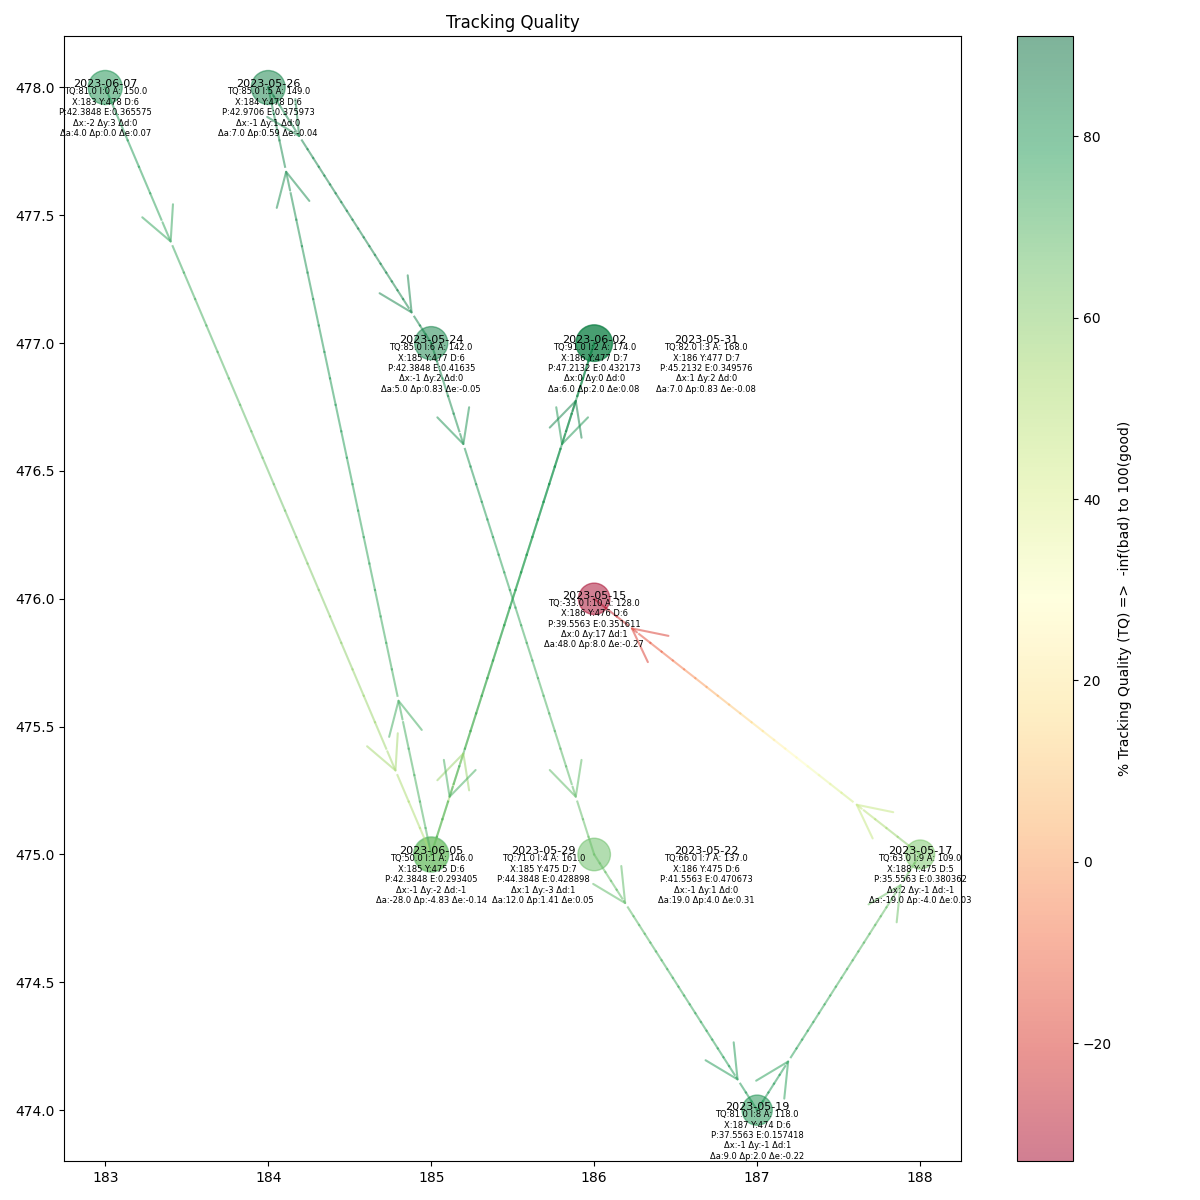 Tracking Quality
478.0
477.5
477.0
476.5
476.0
475.5
475.0
474.5
474.0
183
184
185
186
187
188
2023-06-07
TQ:81.0 I:0 A: 150.0
X:183 Y:478 D:6
P:42.3848 E:0.365575
Δx:-2 Δy:3 Δd:0
Δa:4.0 Δp:0.0 Δe:0.07
2023-05-26
TQ:85.0 I:5 A: 149.0
X:184 Y:478 D:6
P:42.9706 E:0.375973
Δx:-1 Δy:1 Δd:0
Δa:7.0 Δp:0.59 Δe:-0.04
2023-05-24
TQ:85.0 I:6 A: 142.0
X:185 Y:477 D:6
P:42.3848 E:0.41635
Δx:-1 Δy:2 Δd:0
Δa:5.0 Δp:0.83 Δe:-0.05
2023-06-02
TQ:91.0 I:2 A: 174.0
X:186 Y:477 D:7
P:47.2132 E:0.432173
Δx:0 Δy:0 Δd:0
Δa:6.0 Δp:2.0 Δe:0.08
2023-05-31
TQ:82.0 I:3 A: 168.0
X:186 Y:477 D:7
P:45.2132 E:0.349576
Δx:1 Δy:2 Δd:0
Δa:7.0 Δp:0.83 Δe:-0.08
2023-05-15
TQ:-33.0 I:10 A: 128.0
X:186 Y:476 D:6
P:39.5563 E:0.351611
Δx:0 Δy:17 Δd:1
Δa:48.0 Δp:8.0 Δe:-0.27
2023-06-05
TQ:50.0 I:1 A: 146.0
X:185 Y:475 D:6
P:42.3848 E:0.293405
Δx:-1 Δy:-2 Δd:-1
Δa:-28.0 Δp:-4.83 Δe:-0.14
2023-05-29
TQ:71.0 I:4 A: 161.0
X:185 Y:475 D:7
P:44.3848 E:0.428898
Δx:1 Δy:-3 Δd:1
Δa:12.0 Δp:1.41 Δe:0.05
2023-05-22
TQ:66.0 I:7 A: 137.0
X:186 Y:475 D:6
P:41.5563 E:0.470673
Δx:-1 Δy:1 Δd:0
Δa:19.0 Δp:4.0 Δe:0.31
2023-05-17
TQ:63.0 I:9 A: 109.0
X:188 Y:475 D:5
P:35.5563 E:0.380362
Δx:2 Δy:-1 Δd:-1
Δa:-19.0 Δp:-4.0 Δe:0.03
2023-05-19
TQ:81.0 I:8 A: 118.0
X:187 Y:474 D:6
P:37.5563 E:0.157418
Δx:-1 Δy:-1 Δd:1
Δa:9.0 Δp:2.0 Δe:-0.22
80
60
40
20
0
−20
% Tracking Quality (TQ) => -inf(bad) to 100(good)